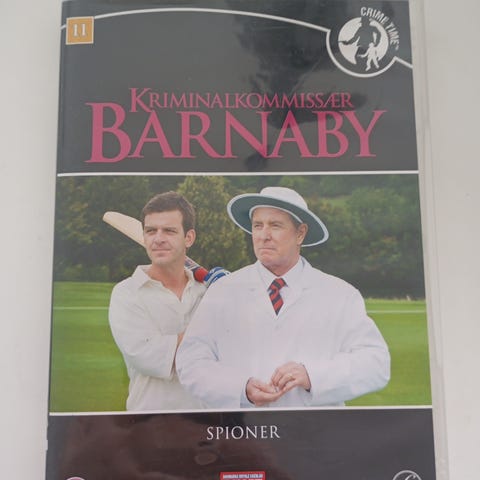 11
CRIME TIME
KRIMINALKOMMISSÆR
BARNABY
SPIONER